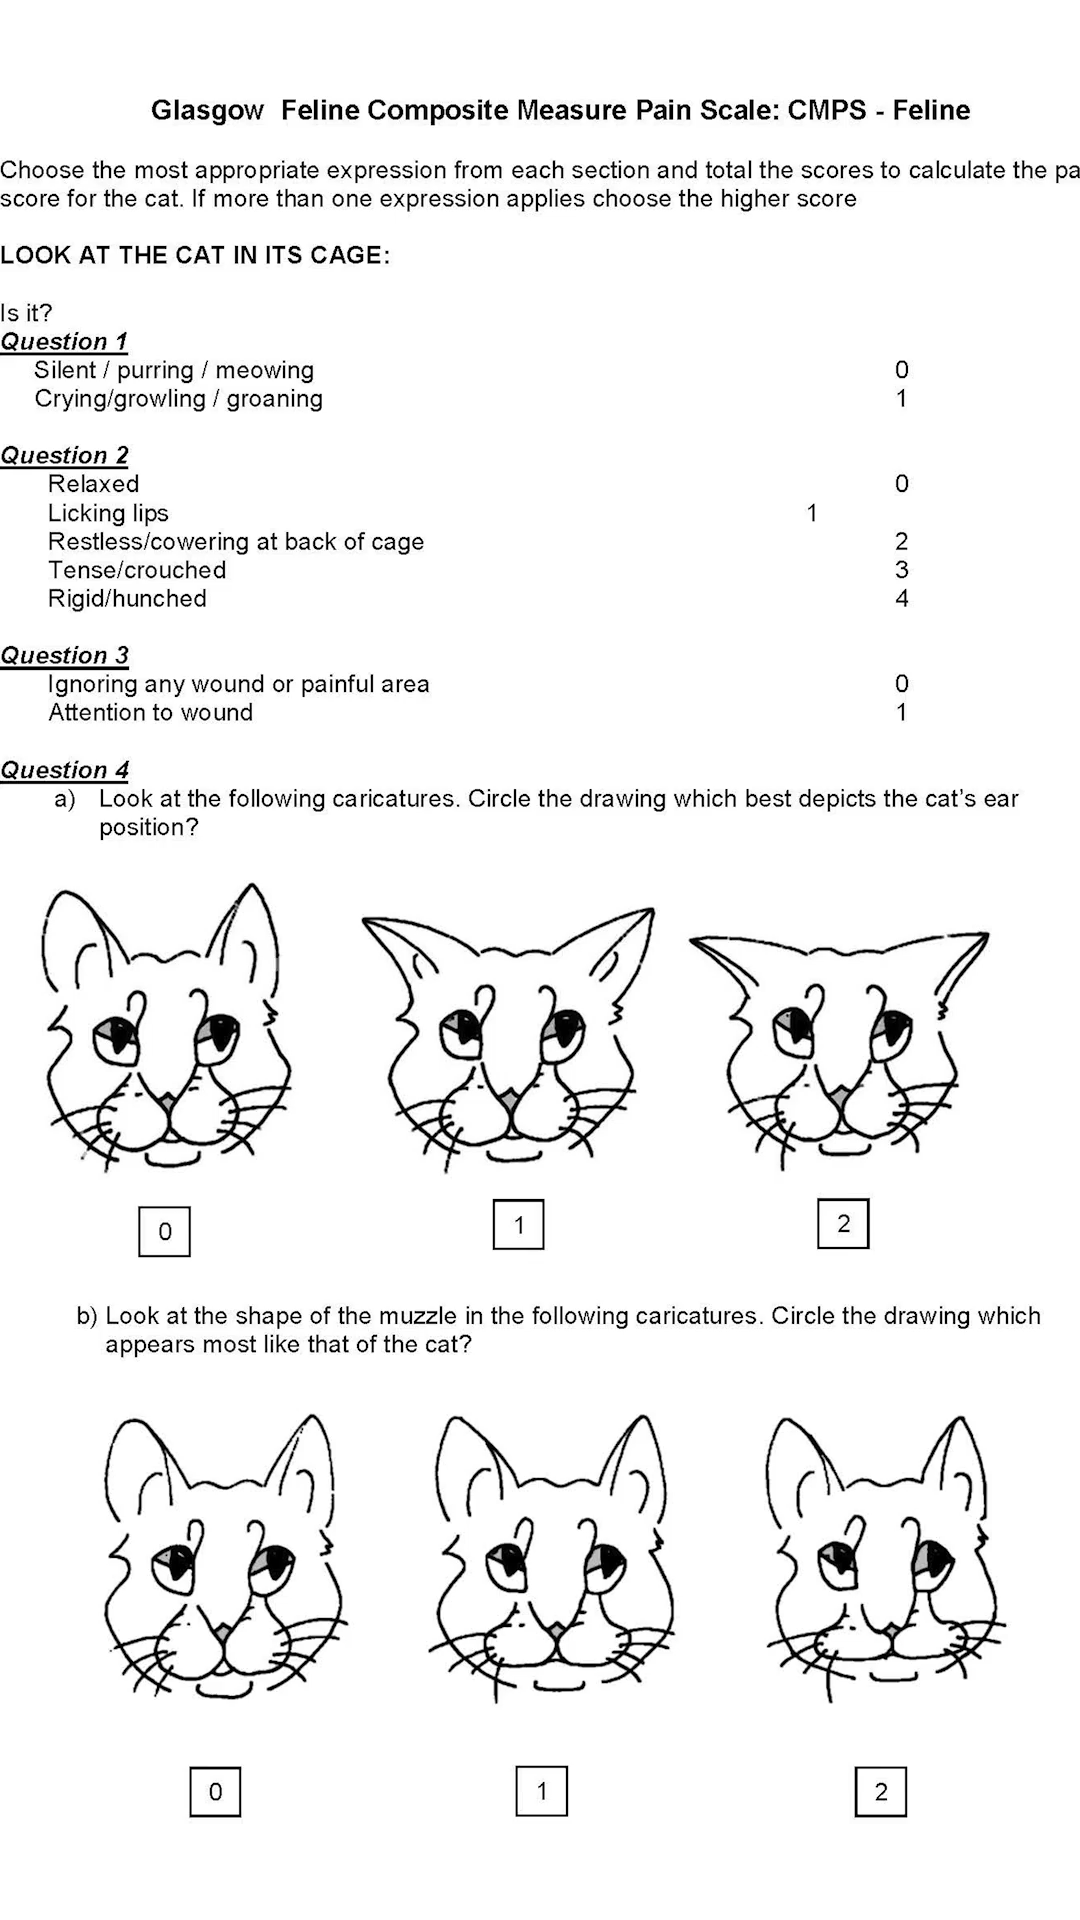 Glasgow  Feline Composite Measure Pain Scale: CMPS - Feline
Choose the most appropriate expression from each section and total the scores to calculate the pa
score for the cat. If more than one expression applies choose the higher score
LOOK AT THE CAT IN ITS CAGE:
Is it?
Question 1
Silent / purring / meowing 0
Crying/growling / groaning 1
Question 2
Relaxed 0
Licking lips 1
Restless/cowering at back of cage 2
Tense/crouched 3
Rigid/hunched 4
Question 3
Ignoring any wound or painful area 0
Attention to wound 1
Question 4
a) Look at the following caricatures. Circle the drawing which best depicts the cat's ear
position?
0 1 2
b) Look at the shape of the muzzle in the following caricatures. Circle the drawing which
appears most like that of the cat?
0 1 2